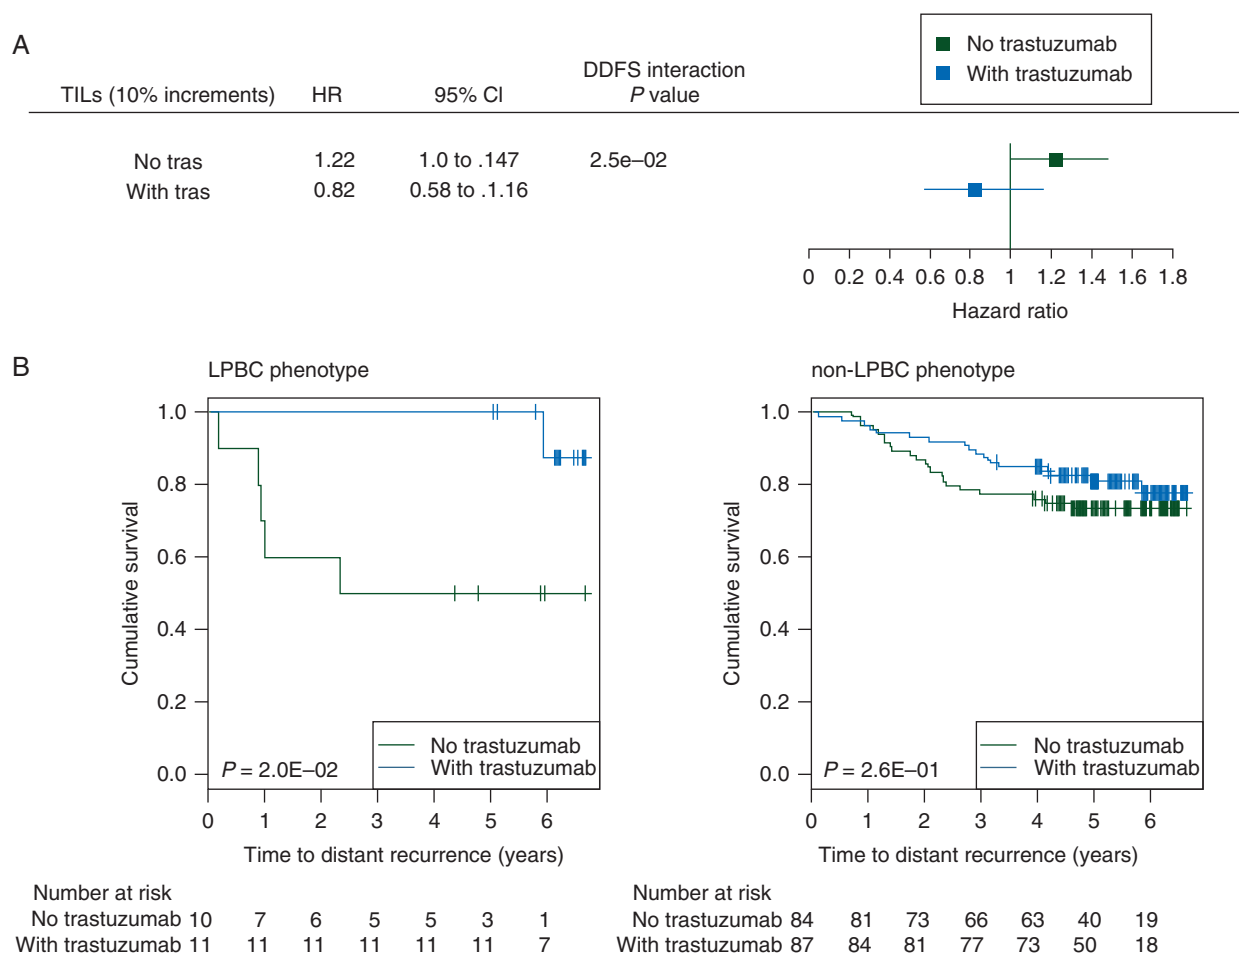 A
No trastuzumab
With trastuzumab
DDFS interaction
TILs (10% increments) HR 95% CI P value
No tras 1.22 1.0 to .147 2.5e–02
With tras 0.82 0.58 to .1.16
0 0.2 0.4 0.6 0.8 1 1.2 1.4 1.6 1.8
Hazard ratio
B
LPBC phenotype
1.0
0.8
0.6
0.4
0.2
0.0
Cumulative survival
No trastuzumab
With trastuzumab
P = 2.0E–02
0 1 2 3 4 5 6
Time to distant recurrence (years)
Number at risk
No trastuzumab 10 7 6 5 5 3 1
With trastuzumab 11 11 11 11 11 11 7
non-LPBC phenotype
1.0
0.8
0.6
0.4
0.2
0.0
Cumulative survival
No trastuzumab
With trastuzumab
P = 2.6E–01
0 1 2 3 4 5 6
Time to distant recurrence (years)
Number at risk
No trastuzumab 84 81 73 66 63 40 19
With trastuzumab 87 84 81 77 73 50 18